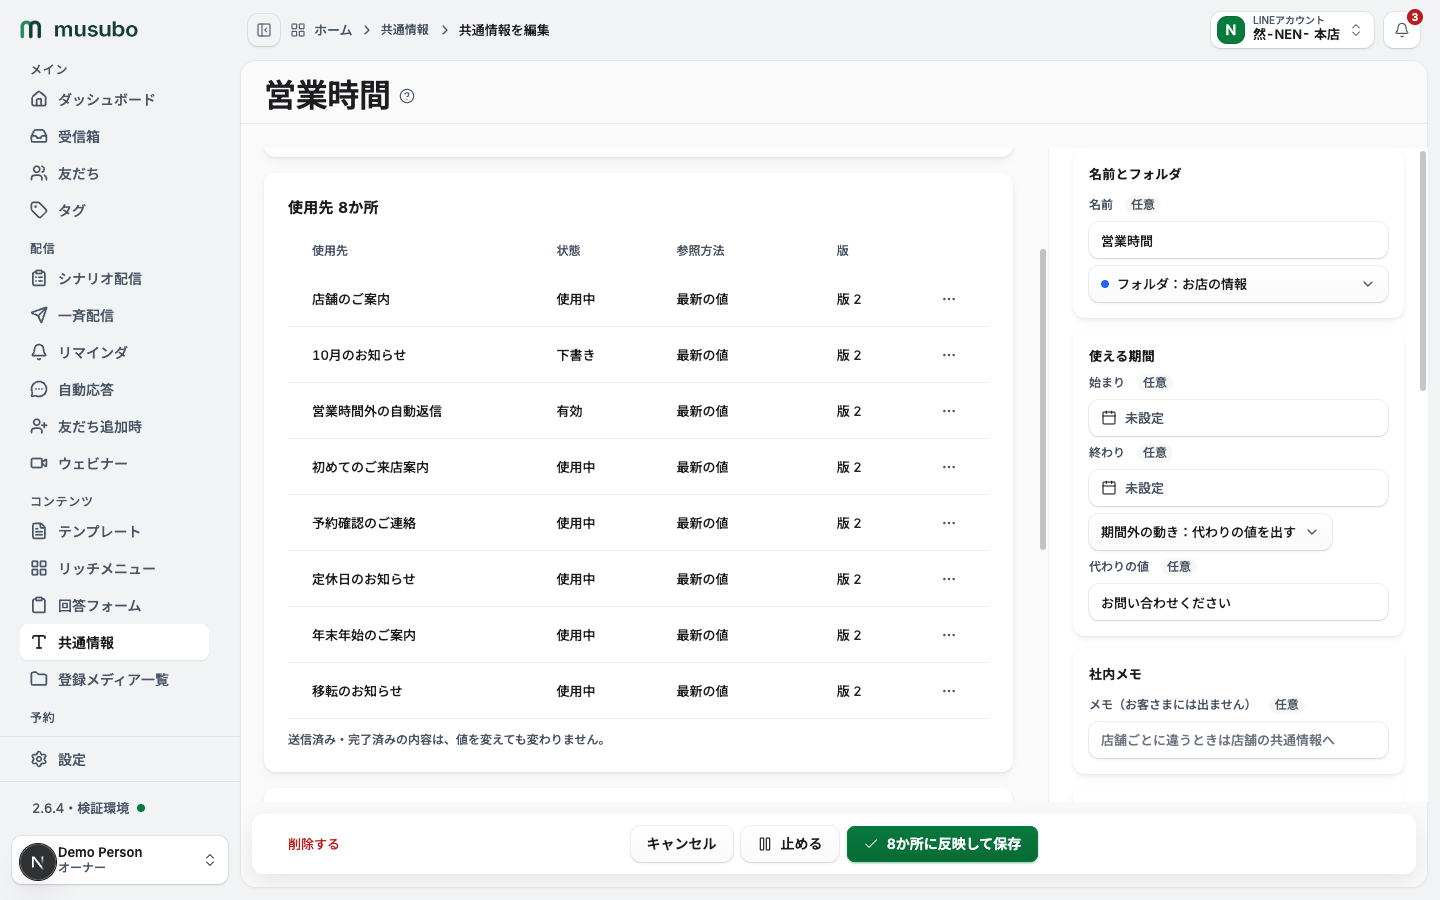 musubo
メイン
ダッシュボード
受信箱
友だち
タグ
配信
シナリオ配信
一斉配信
リマインダ
自動応答
友だち追加時
ウェビナー
コンテンツ
テンプレート
リッチメニュー
回答フォーム
共通情報
登録メディア一覧
予約
設定
2.6.4・検証環境
N
Demo Person
オーナー
ホーム
共通情報
共通情報を編集
N
LINEアカウント
然-NEN- 本店
3
営業時間
使用先 8か所
使用先 状態 参照方法 版
店舗のご案内 使用中 最新の値 版 2
10月のお知らせ 下書き 最新の値 版 2
営業時間外の自動返信 有効 最新の値 版 2
初めてのご来店案内 使用中 最新の値 版 2
予約確認のご連絡 使用中 最新の値 版 2
定休日のお知らせ 使用中 最新の値 版 2
年末年始のご案内 使用中 最新の値 版 2
移転のお知らせ 使用中 最新の値 版 2
送信済み・完了済みの内容は、値を変えても変わりません。
名前とフォルダ
名前 任意
営業時間
フォルダ：お店の情報
使える期間
始まり 任意
未設定
終わり 任意
未設定
期間外の動き：代わりの値を出す
代わりの値 任意
お問い合わせください
社内メモ
メモ（お客さまには出ません） 任意
店舗ごとに違うときは店舗の共通情報へ
削除する
キャンセル
止める
8か所に反映して保存